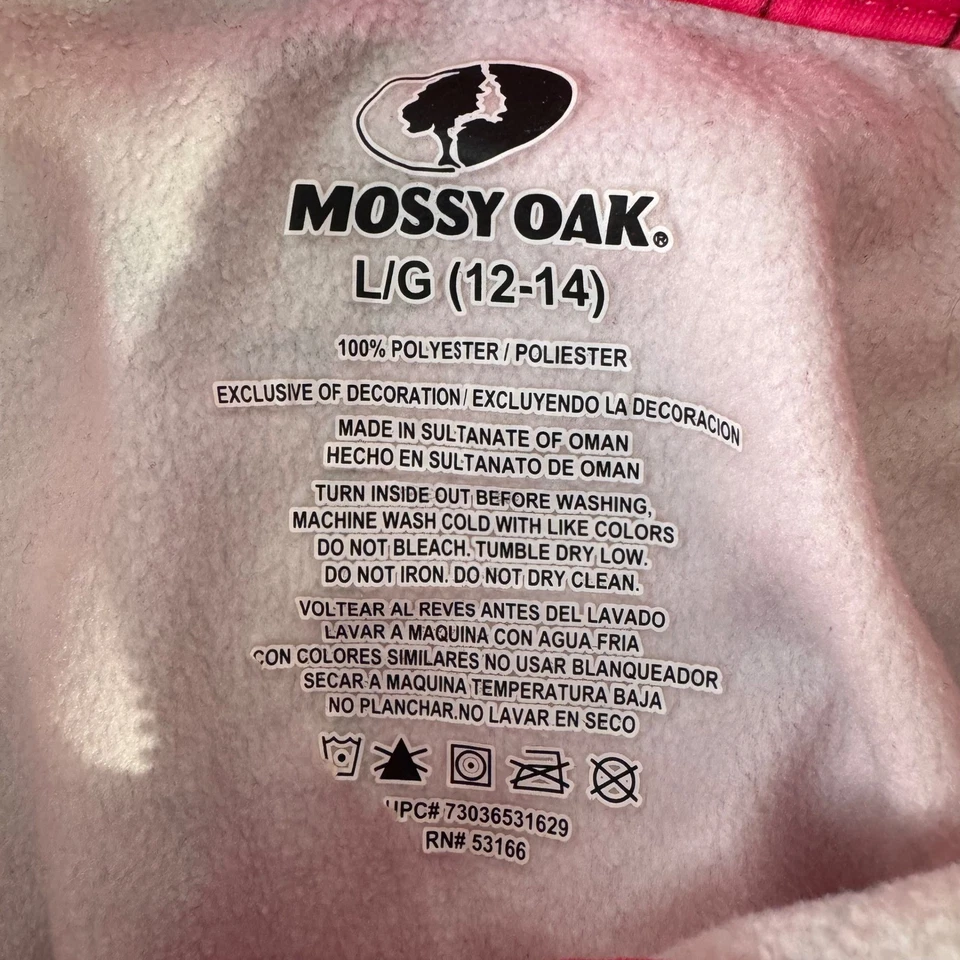 MOSSY OAK®
L/G (12-14)
100% POLYESTER / POLIESTER
EXCLUSIVE OF DECORATION/ EXCLUYENDO LA DECORACION
MADE IN SULTANATE OF OMAN
HECHO EN SULTANATO DE OMAN
TURN INSIDE OUT BEFORE WASHING,
MACHINE WASH COLD WITH LIKE COLORS
DO NOT BLEACH. TUMBLE DRY LOW.
DO NOT IRON. DO NOT DRY CLEAN.
VOLTEAR AL REVES ANTES DEL LAVADO
LAVAR A MAQUINA CON AGUA FRIA
CON COLORES SIMILARES NO USAR BLANQUEADOR
SECAR A MAQUINA TEMPERATURA BAJA
NO PLANCHAR.NO LAVAR EN SECO
UPC# 73036531629
RN# 53166